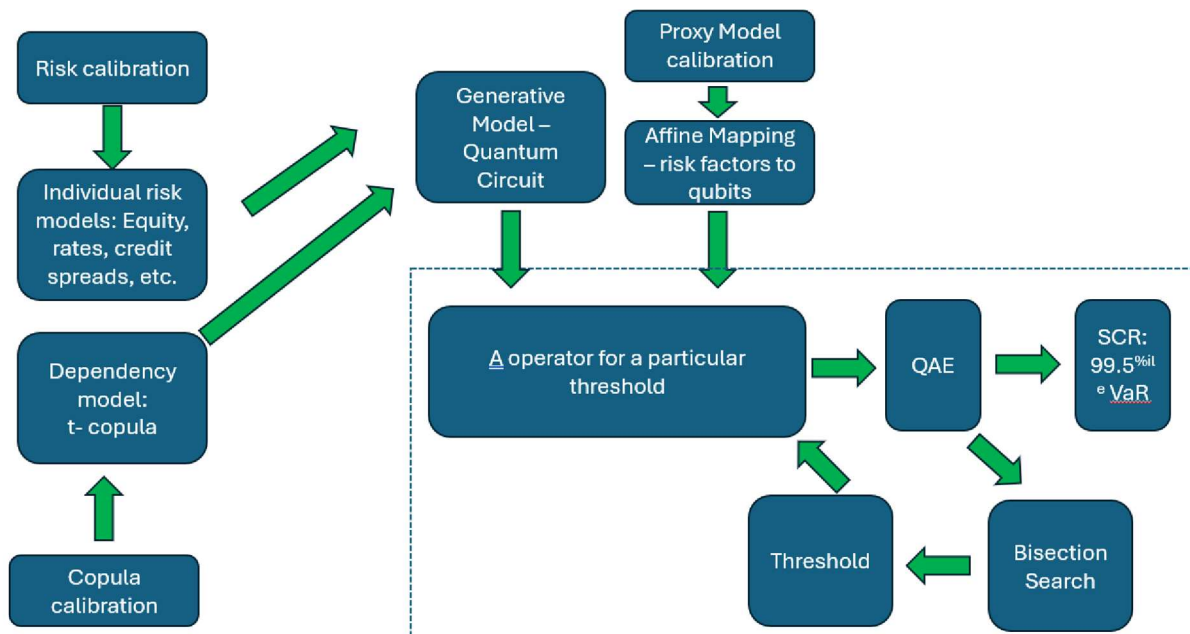 Risk calibration
Individual risk
models: Equity,
rates, credit
spreads, etc.
Dependency
model:
t- copula
Copula
calibration
Generative
Model –
Quantum
Circuit
Proxy Model
calibration
Affine Mapping
– risk factors to
qubits
A operator for a particular
threshold
QAE
SCR:
99.5%il
e VaR
Bisection
Search
Threshold